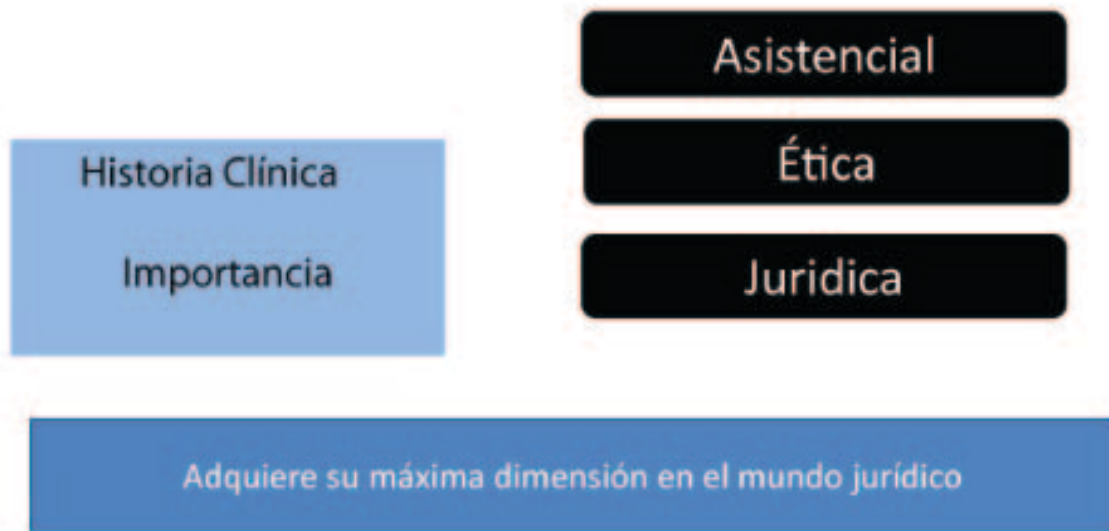 Historia Clínica
Importancia
Asistencial
Ética
Juridica
Adquiere su máxima dimensión en el mundo jurídico